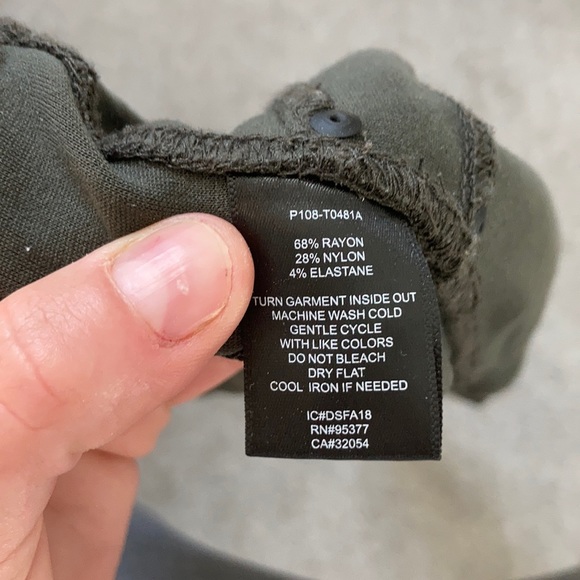 P108-T0481A
68% RAYON
28% NYLON
4% ELASTANE
TURN GARMENT INSIDE OUT
MACHINE WASH COLD
GENTLE CYCLE
WITH LIKE COLORS
DO NOT BLEACH
DRY FLAT
COOL IRON IF NEEDED
IC#DSFA18
RN#95377
CA#32054